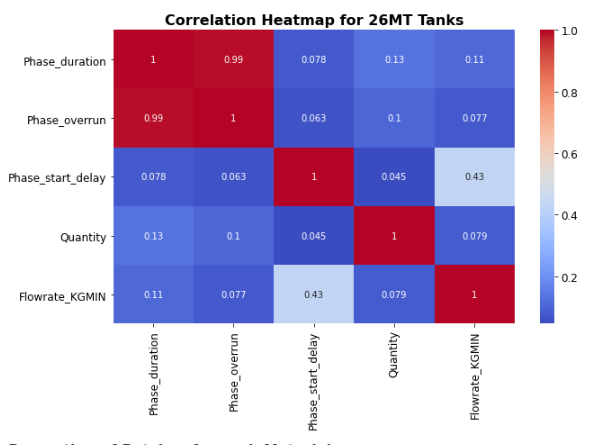 Correlation Heatmap for 26MT Tanks
1.0
Phase_duration 1 0.99 0.078 0.13 0.11
0.8
Phase_overrun 0.99 1 0.063 0.1 0.077
0.6
Phase_start_delay 0.078 0.063 1 0.045 0.43
0.4
Quantity 0.13 0.1 0.045 1 0.079
0.2
Flowrate_KGMIN 0.11 0.077 0.43 0.079 1
Phase_duration
Phase_overrun
Phase_start_delay
Quantity
Flowrate_KGMIN